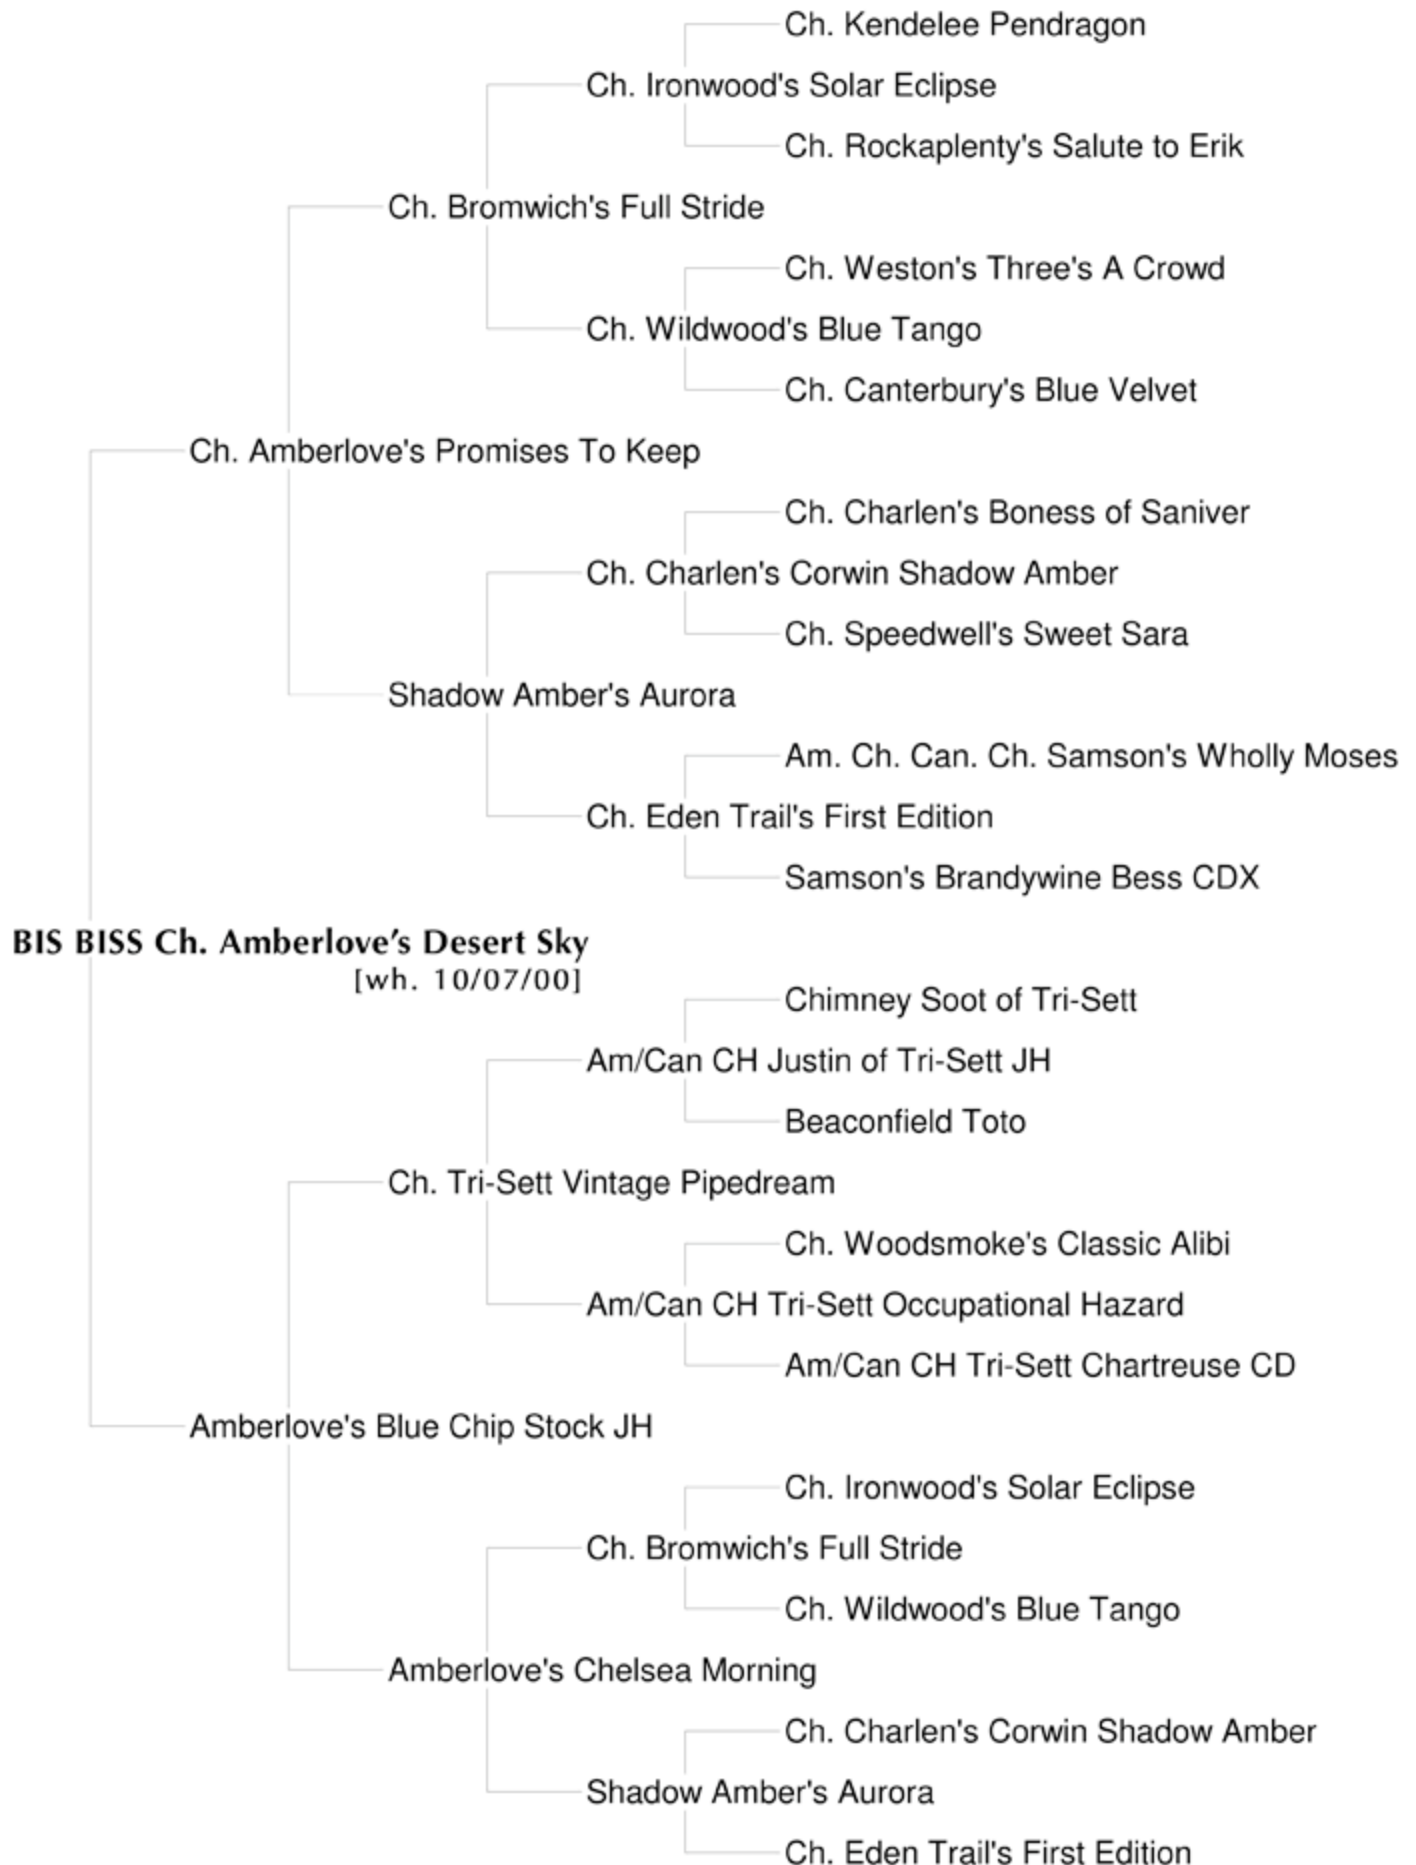 Ch. Kendelee Pendragon
Ch. Ironwood's Solar Eclipse
Ch. Rockaplenty's Salute to Erik
Ch. Bromwich's Full Stride
Ch. Weston's Three's A Crowd
Ch. Wildwood's Blue Tango
Ch. Canterbury's Blue Velvet
Ch. Amberlove's Promises To Keep
Ch. Charlen's Boness of Saniver
Ch. Charlen's Corwin Shadow Amber
Ch. Speedwell's Sweet Sara
Shadow Amber's Aurora
Am. Ch. Can. Ch. Samson's Wholly Moses
Ch. Eden Trail's First Edition
Samson's Brandywine Bess CDX
BIS BISS Ch. Amberlove’s Desert Sky
[wh. 10/07/00]
Chimney Soot of Tri-Sett
Am/Can CH Justin of Tri-Sett JH
Beaconfield Toto
Ch. Tri-Sett Vintage Pipedream
Ch. Woodsmoke's Classic Alibi
Am/Can CH Tri-Sett Occupational Hazard
Am/Can CH Tri-Sett Chartreuse CD
Amberlove's Blue Chip Stock JH
Ch. Ironwood's Solar Eclipse
Ch. Bromwich's Full Stride
Ch. Wildwood's Blue Tango
Amberlove's Chelsea Morning
Ch. Charlen's Corwin Shadow Amber
Shadow Amber's Aurora
Ch. Eden Trail's First Edition